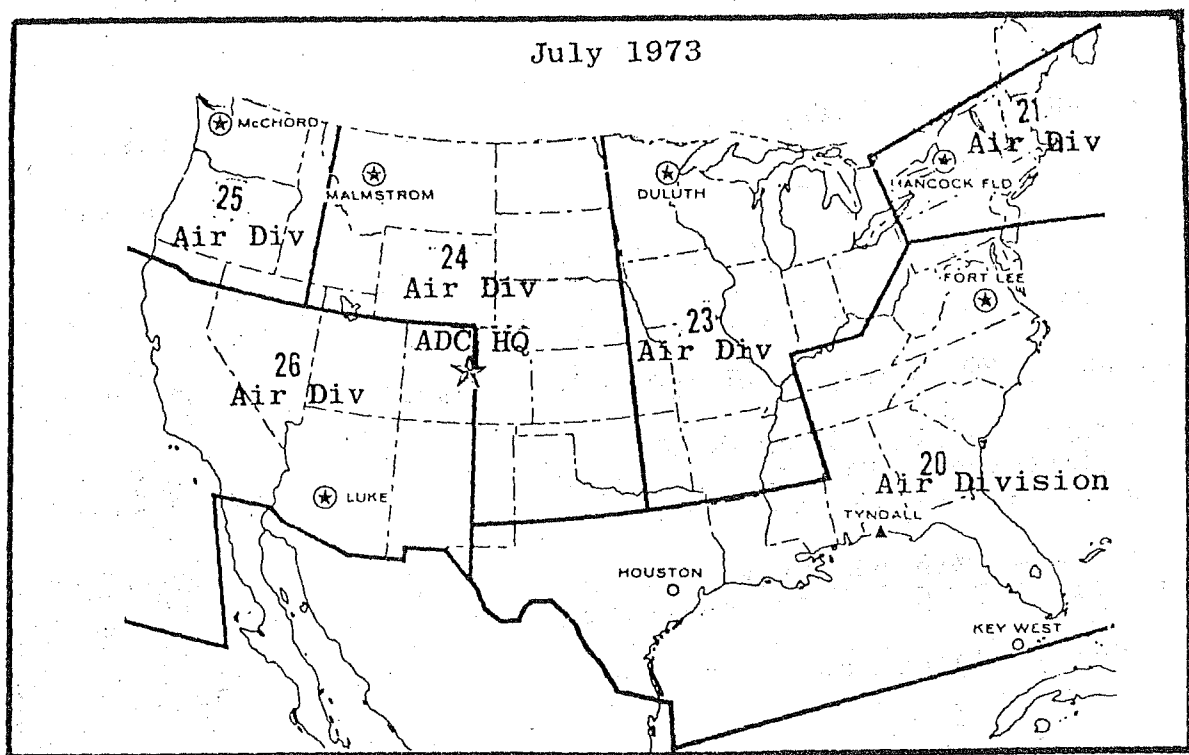 July 1973
McCHORD
MALMSTROM
25
Air Div
24
Air Div
DULUTH
21
Air Div
HANCOCK FLD
FORT LEE
ADC HQ
26
Air Div
LUKE
23
Air Div
20
Air Division
TYNDALL
HOUSTON
KEY WEST